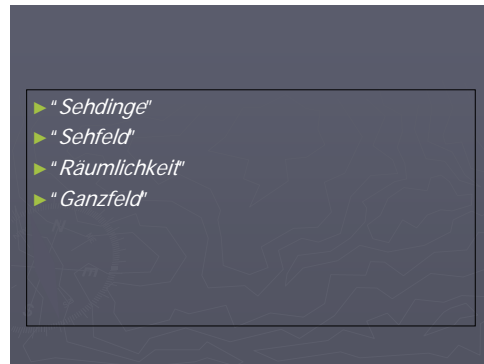 ► "Sehdinge"
► "Sehfeld"
► "Räumlichkeit"
► "Ganzfeld"
N
m
S